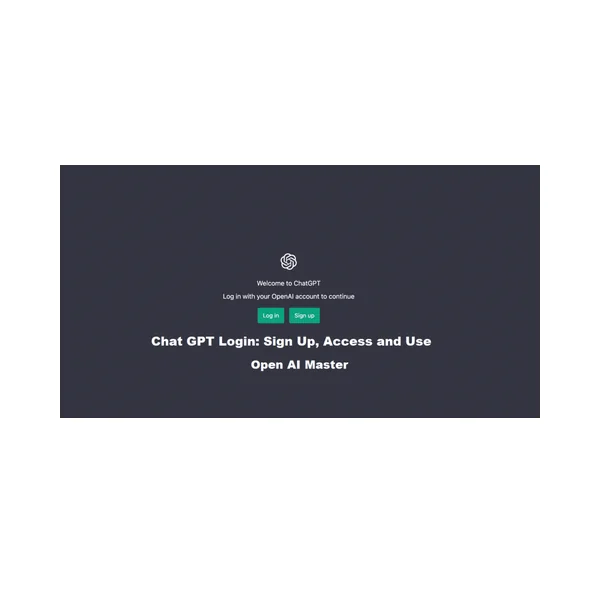 Welcome to ChatGPT
Log in with your OpenAI account to continue
Log in Sign up
Chat GPT Login: Sign Up, Access and Use
Open AI Master